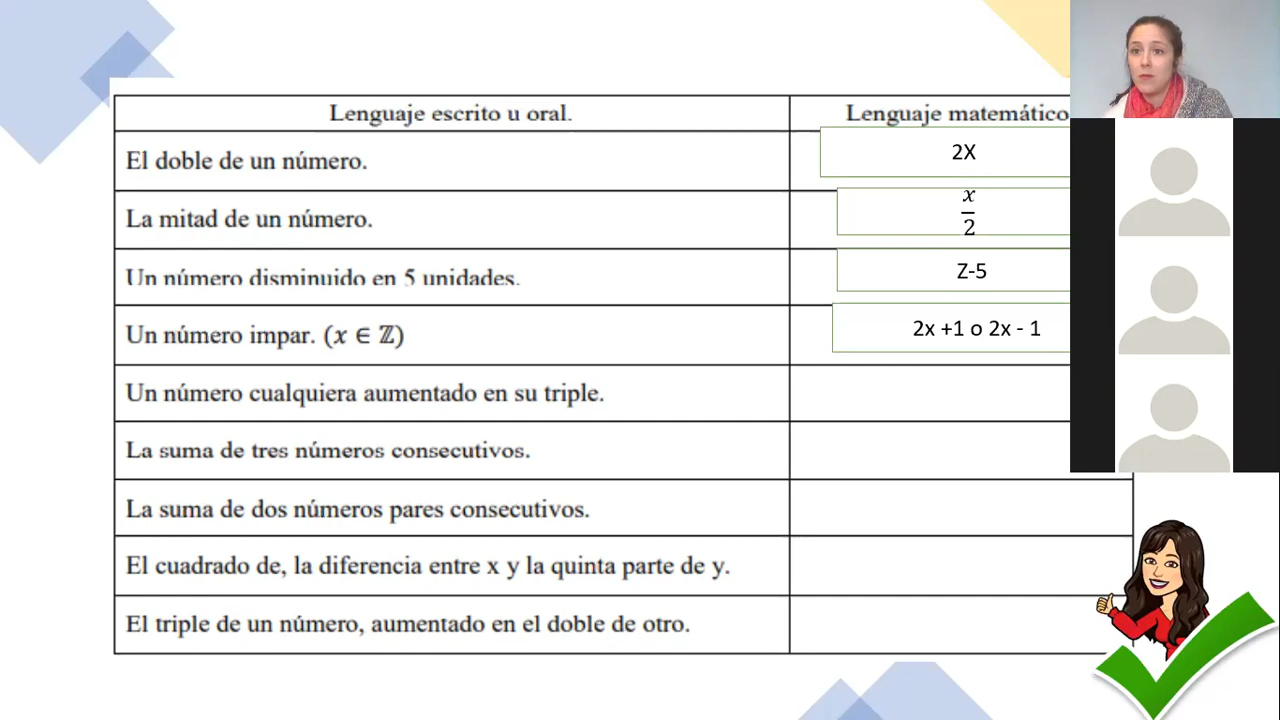 Lenguaje escrito u oral.
Lenguaje matemático
El doble de un número.
2X
La mitad de un número.
x
2
Un número disminuido en 5 unidades.
Z-5
Un número impar. (x ∈ ℤ)
2x +1 o 2x - 1
Un número cualquiera aumentado en su triple.
La suma de tres números consecutivos.
La suma de dos números pares consecutivos.
El cuadrado de, la diferencia entre x y la quinta parte de y.
El triple de un número, aumentado en el doble de otro.